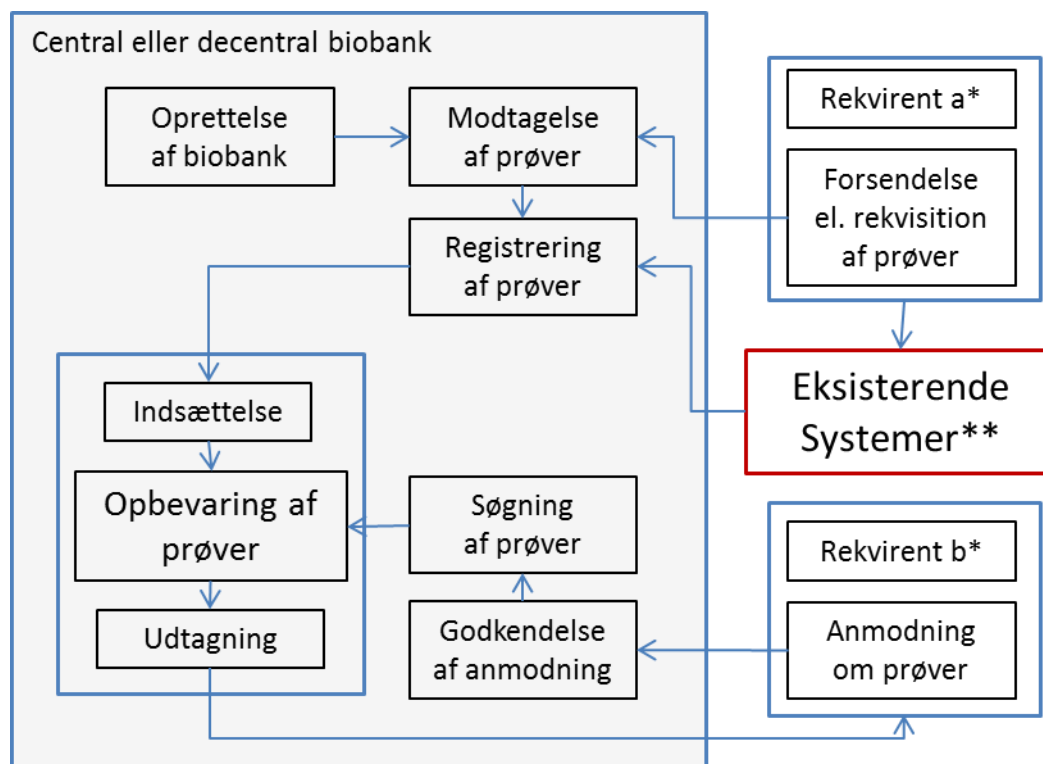 Central eller decentral biobank
Oprettelse
af biobank
Modtagelse
af prøver
Registrering
af prøver
Rekvirent a*
Forsendelse
el. rekvisition
af prøver
Eksisterende
Systemer**
Indsættelse
Opbevaring af
prøver
Udtagning
Søgning
af prøver
Godkendelse
af anmodning
Rekvirent b*
Anmodning
om prøver